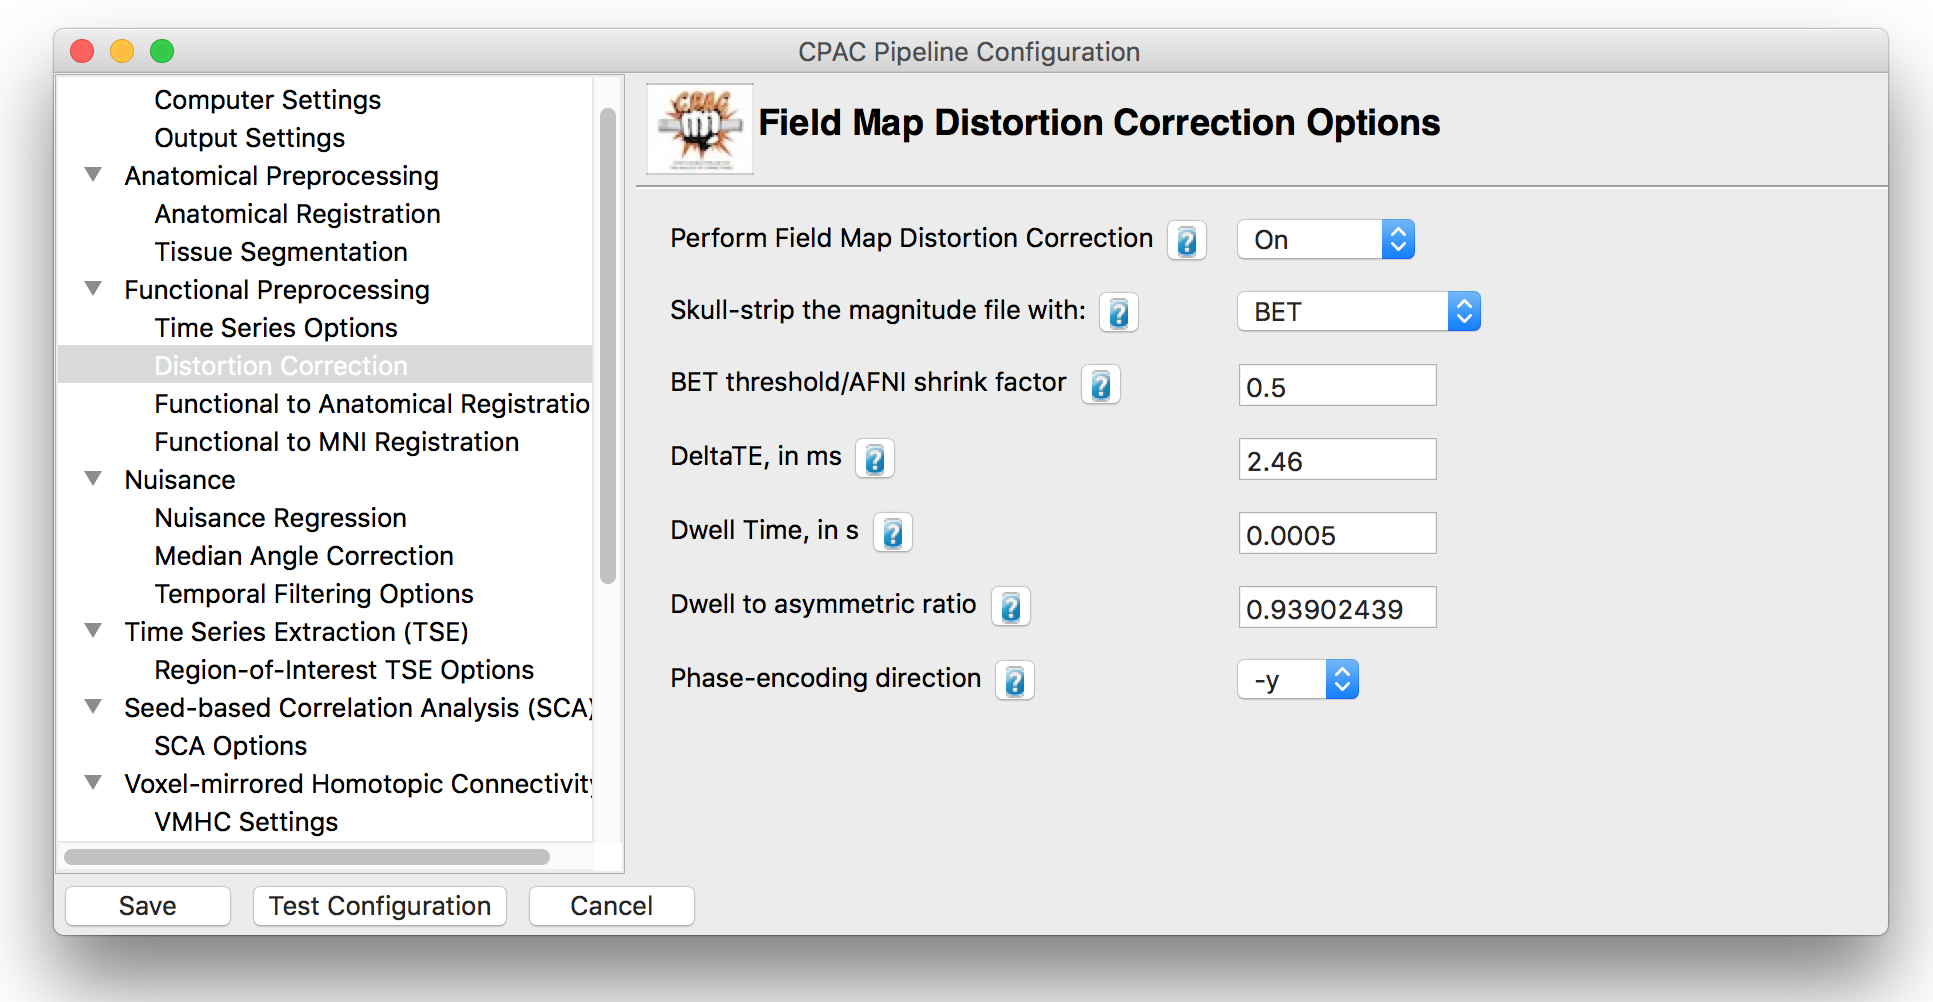 CPAC Pipeline Configuration
Computer Settings
Output Settings
Anatomical Preprocessing
Anatomical Registration
Tissue Segmentation
Functional Preprocessing
Time Series Options
Distortion Correction
Functional to Anatomical Registratio
Functional to MNI Registration
Nuisance
Nuisance Regression
Median Angle Correction
Temporal Filtering Options
Time Series Extraction (TSE)
Region-of-Interest TSE Options
Seed-based Correlation Analysis (SCA)
SCA Options
Voxel-mirrored Homotopic Connectivity
VMHC Settings
CPAC
Field Map Distortion Correction Options
Perform Field Map Distortion Correction ? On
Skull-strip the magnitude file with: ? BET
BET threshold/AFNI shrink factor ? 0.5
DeltaTE, in ms ? 2.46
Dwell Time, in s ? 0.0005
Dwell to asymmetric ratio ? 0.93902439
Phase-encoding direction ? -y
Save Test Configuration Cancel